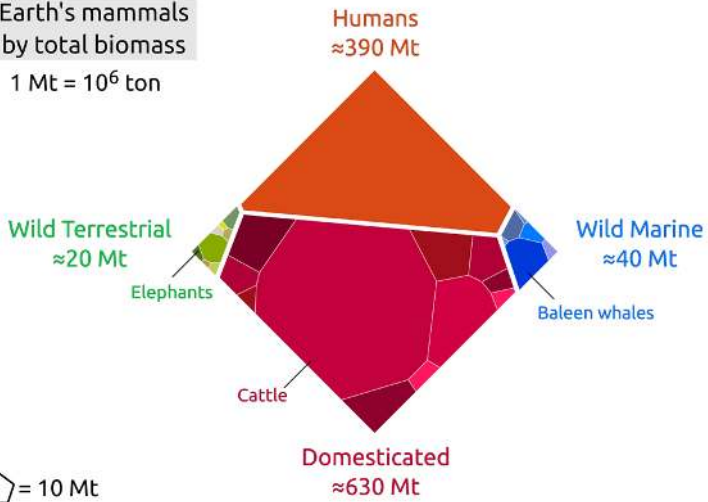 Earth's mammals
by total biomass
1 Mt = 10⁶ ton
Humans
≈390 Mt
Wild Terrestrial
≈20 Mt
Elephants
Wild Marine
≈40 Mt
Baleen whales
Cattle
Domesticated
≈630 Mt
= 10 Mt